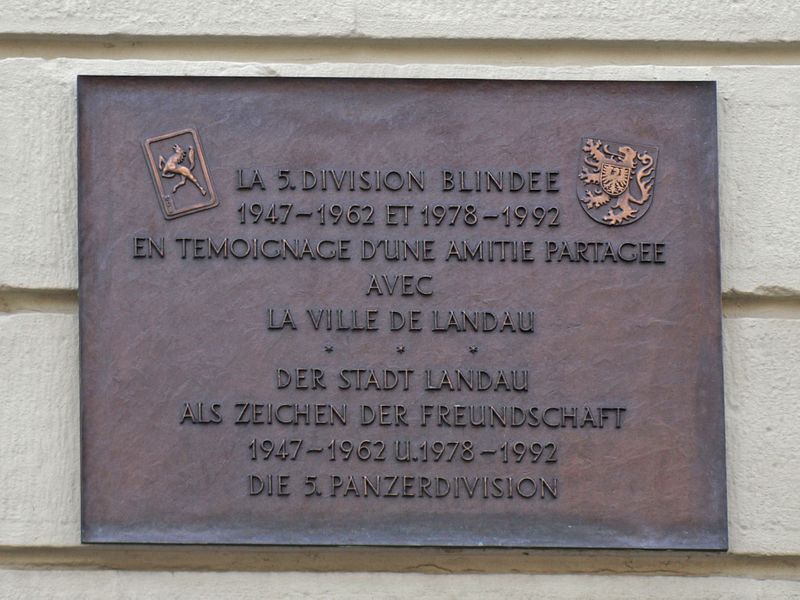 LA 5. DIVISION BLINDEE
1947–1962 ET 1978–1992
EN TEMOIGNAGE D'UNE AMITIE PARTAGEE
AVEC
LA VILLE DE LANDAU
* * *
DER STADT LANDAU
ALS ZEICHEN DER FREUNDSCHAFT
1947–1962 U. 1978–1992
DIE 5. PANZERDIVISION